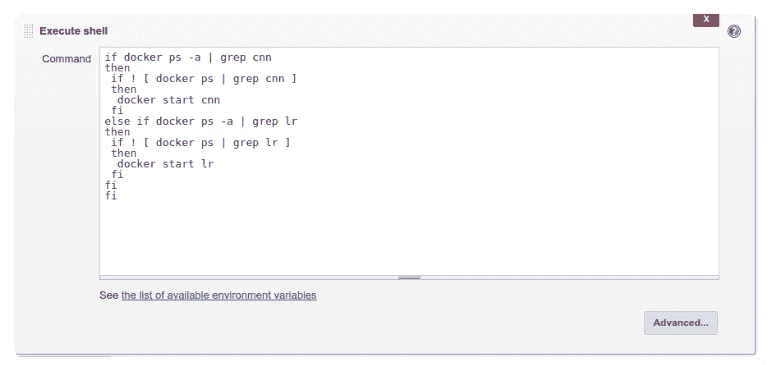 X
Execute shell
?
Command
if docker ps -a | grep cnn
then
 if ! [ docker ps | grep cnn ]
 then
  docker start cnn
 fi
else if docker ps -a | grep lr
then
 if ! [ docker ps | grep lr ]
 then
  docker start lr
 fi
fi
fi
See the list of available environment variables
Advanced...